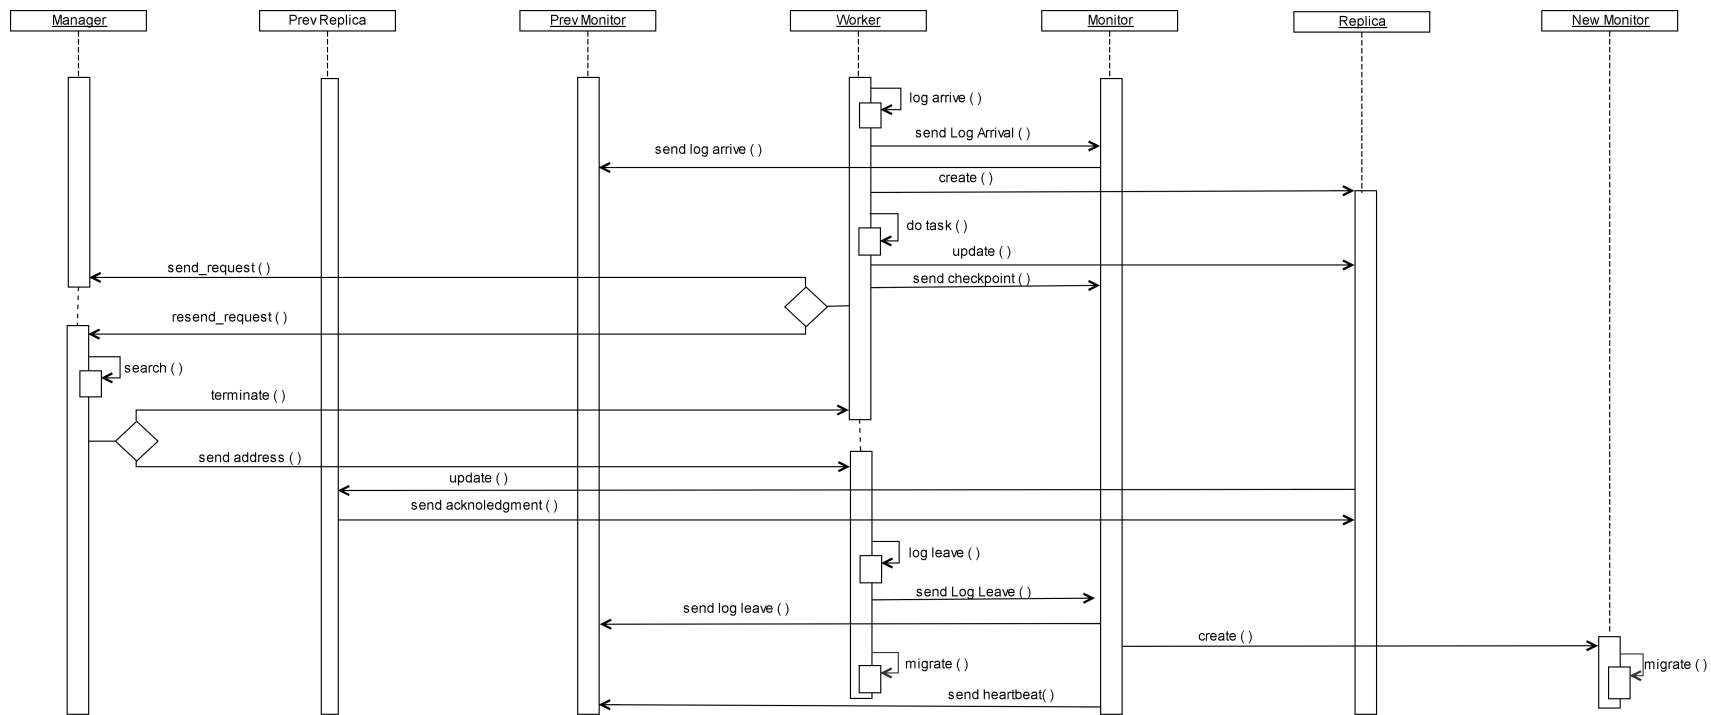 Manager
Prev Replica
Prev Monitor
Worker
Monitor
Replica
New Monitor
log arrive ( )
send Log Arrival ( )
send log arrive ( )
create ( )
do task ( )
update ( )
send_request ( )
send checkpoint ( )
resend_request ( )
search ( )
terminate ( )
send address ( )
update ( )
send acknoledgment ( )
log leave ( )
send Log Leave ( )
send log leave ( )
create ( )
migrate ( )
migrate ( )
send heartbeat( )